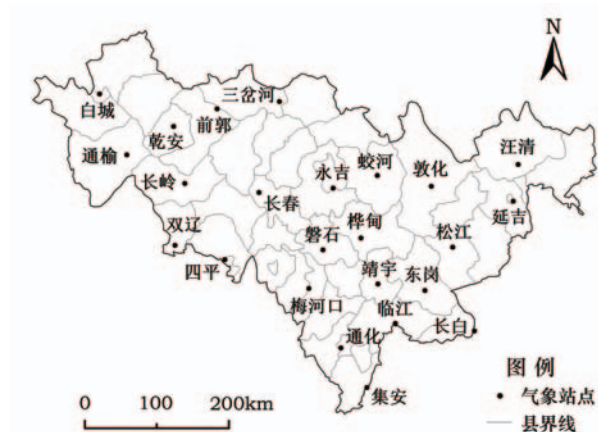 N
三岔河
白城
前郭
乾安
汪清
通榆
永吉
蛟河
敦化
长岭
长春
延吉
双辽
桦甸
松江
磐石
四平
靖宇
东岗
梅河口
临江
长白
通化
图例
集安
气象站点
县界线
0 100 200km